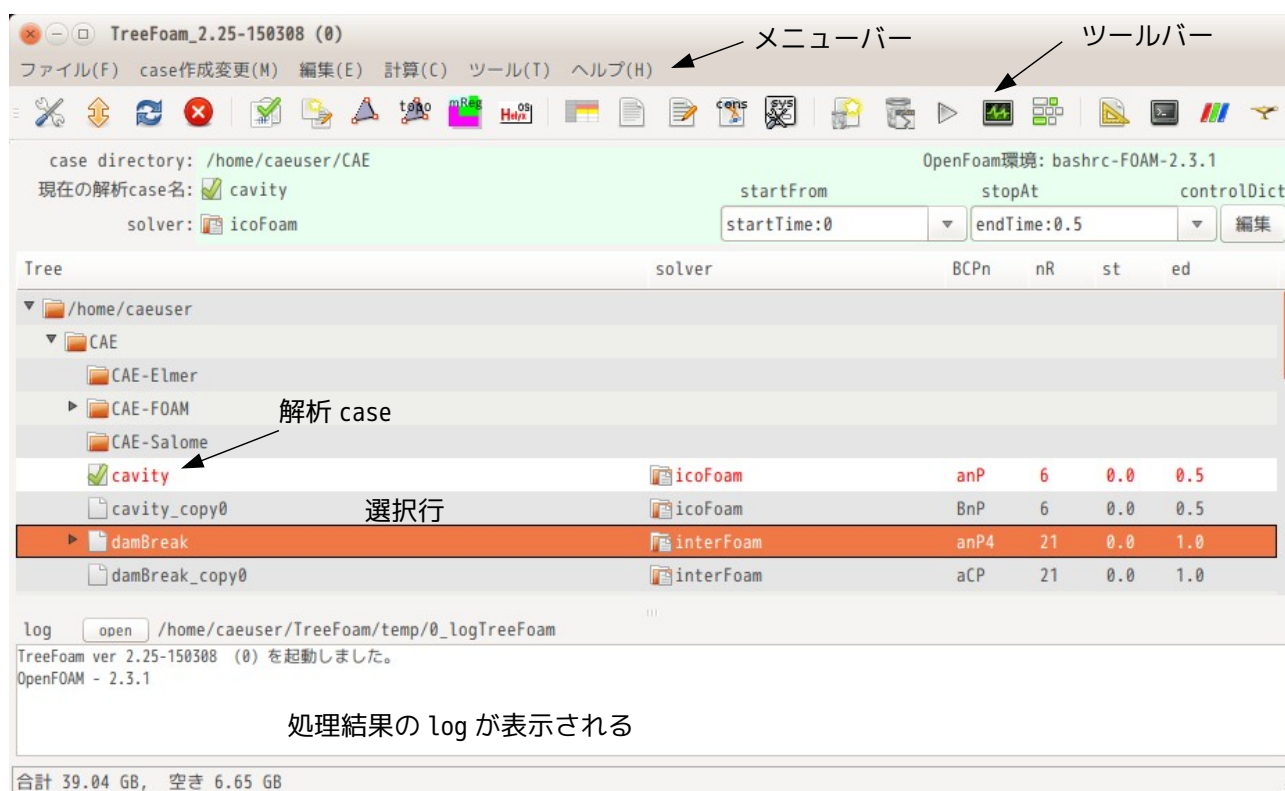 TreeFoam_2.25-150308 (0)
メニューバー
ツールバー
ファイル(F) case作成変更(M) 編集(E) 計算(C) ツール(T) ヘルプ(H)
topo mReg Helyx OS cons sys
case directory: /home/caeuser/CAE OpenFoam環境: bashrc-FOAM-2.3.1
現在の解析case名: cavity startFrom stopAt controlDict
solver: icoFoam startTime:0 endTime:0.5 編集
Tree solver BCPn nR st ed
/home/caeuser
CAE
CAE-Elmer
CAE-FOAM
解析 case
CAE-Salome
cavity icoFoam anP 6 0.0 0.5
cavity_copy0 選択行 icoFoam BnP 6 0.0 0.5
damBreak interFoam anP4 21 0.0 1.0
damBreak_copy0 interFoam aCP 21 0.0 1.0
log open /home/caeuser/TreeFoam/temp/0_logTreeFoam
TreeFoam ver 2.25-150308 (0) を起動しました。
OpenFOAM - 2.3.1
処理結果の log が表示される
合計 39.04 GB, 空き 6.65 GB